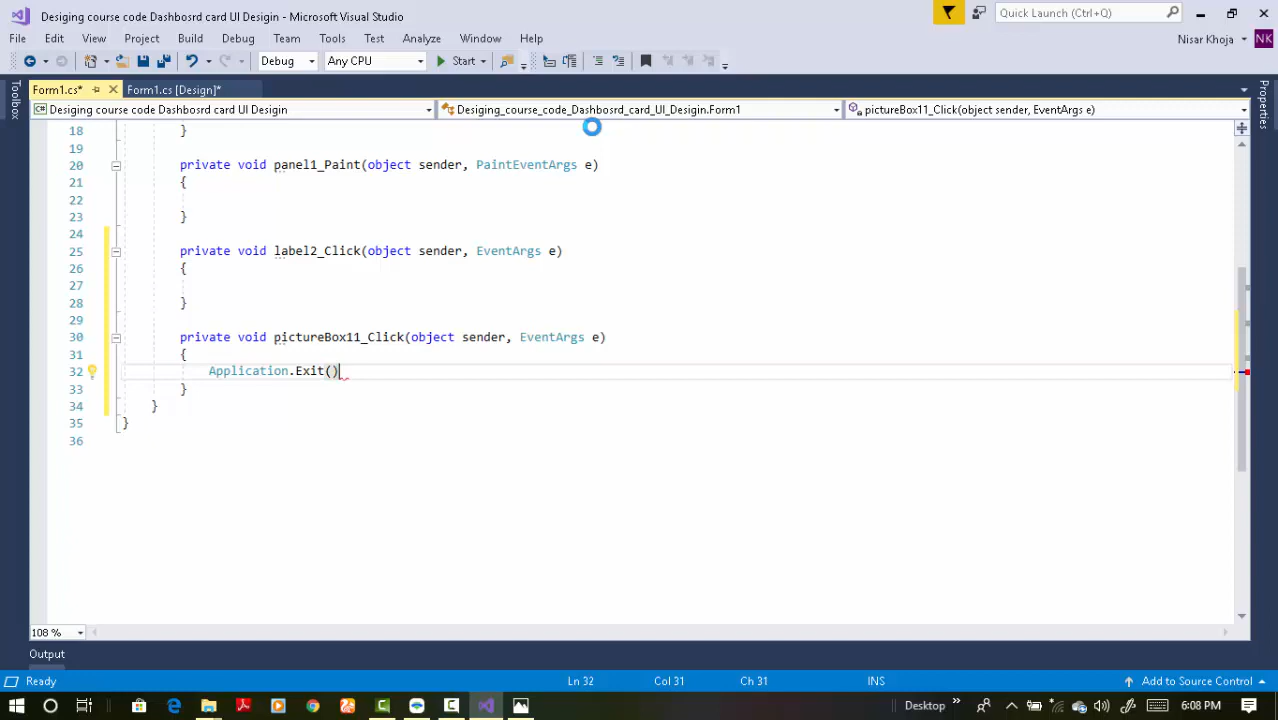 Desiging course code Dashbosrd card UI Desigin - Microsoft Visual Studio
Quick Launch (Ctrl+Q)
File Edit View Project Build Debug Team Tools Test Analyze Window Help
Nisar Khoja NK
Debug Any CPU Start
Toolbox
Form1.cs* Form1.cs [Design]*
Properties
Desiging course code Dashbosrd card UI Desigin Desiging_course_code_Dashbosrd_card_UI_Desigin.Form1 pictureBox11_Click(object sender, EventArgs e)
18 }
19
20 private void panel1_Paint(object sender, PaintEventArgs e)
21 {
22
23 }
24
25 private void label2_Click(object sender, EventArgs e)
26 {
27
28 }
29
30 private void pictureBox11_Click(object sender, EventArgs e)
31 {
32 Application.Exit()
33 }
34 }
35 }
36
108 %
Output
Ready Ln 32 Col 31 Ch 31 INS Add to Source Control
Desktop 6:08 PM